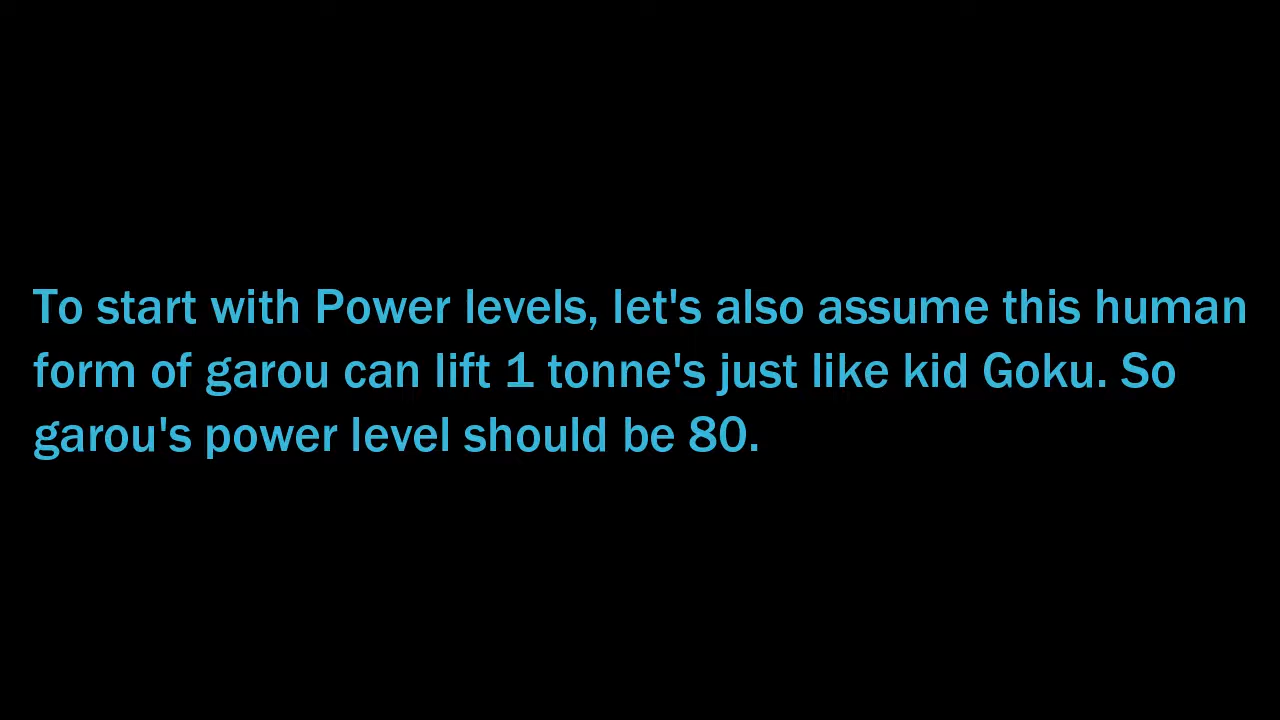 To start with Power levels, let's also assume this human
form of garou can lift 1 tonne's just like kid Goku. So
garou's power level should be 80.